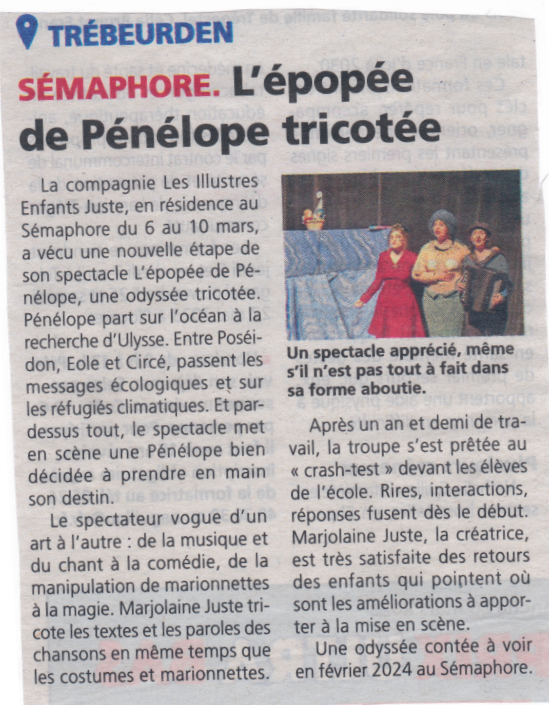 TRÉBEURDEN
SÉMAPHORE. L'épopée
de Pénélope tricotée
La compagnie Les Illustres
Enfants Juste, en résidence au
Sémaphore du 6 au 10 mars,
a vécu une nouvelle étape de
son spectacle L'épopée de Pé-
nélope, une odyssée tricotée.
Pénélope part sur l'océan à la
recherche d'Ulysse. Entre Poséi-
don, Eole et Circé, passent les
messages écologiques et sur
les réfugiés climatiques. Et par-
dessus tout, le spectacle met
en scène une Pénélope bien
décidée à prendre en main
son destin.
Le spectateur vogue d'un
art à l'autre : de la musique et
du chant à la comédie, de la
manipulation de marionnettes
à la magie. Marjolaine Juste tri-
cote les textes et les paroles des
chansons en même temps que
les costumes et marionnettes.
Un spectacle apprécié, même
s'il n'est pas tout à fait dans
sa forme aboutie.
Après un an et demi de tra-
vail, la troupe s'est prêtée au
« crash-test » devant les élèves
de l'école. Rires, interactions,
réponses fusent dès le début.
Marjolaine Juste, la créatrice,
est très satisfaite des retours
des enfants qui pointent où
sont les améliorations à appor-
ter à la mise en scène.
Une odyssée contée à voir
en février 2024 au Sémaphore.